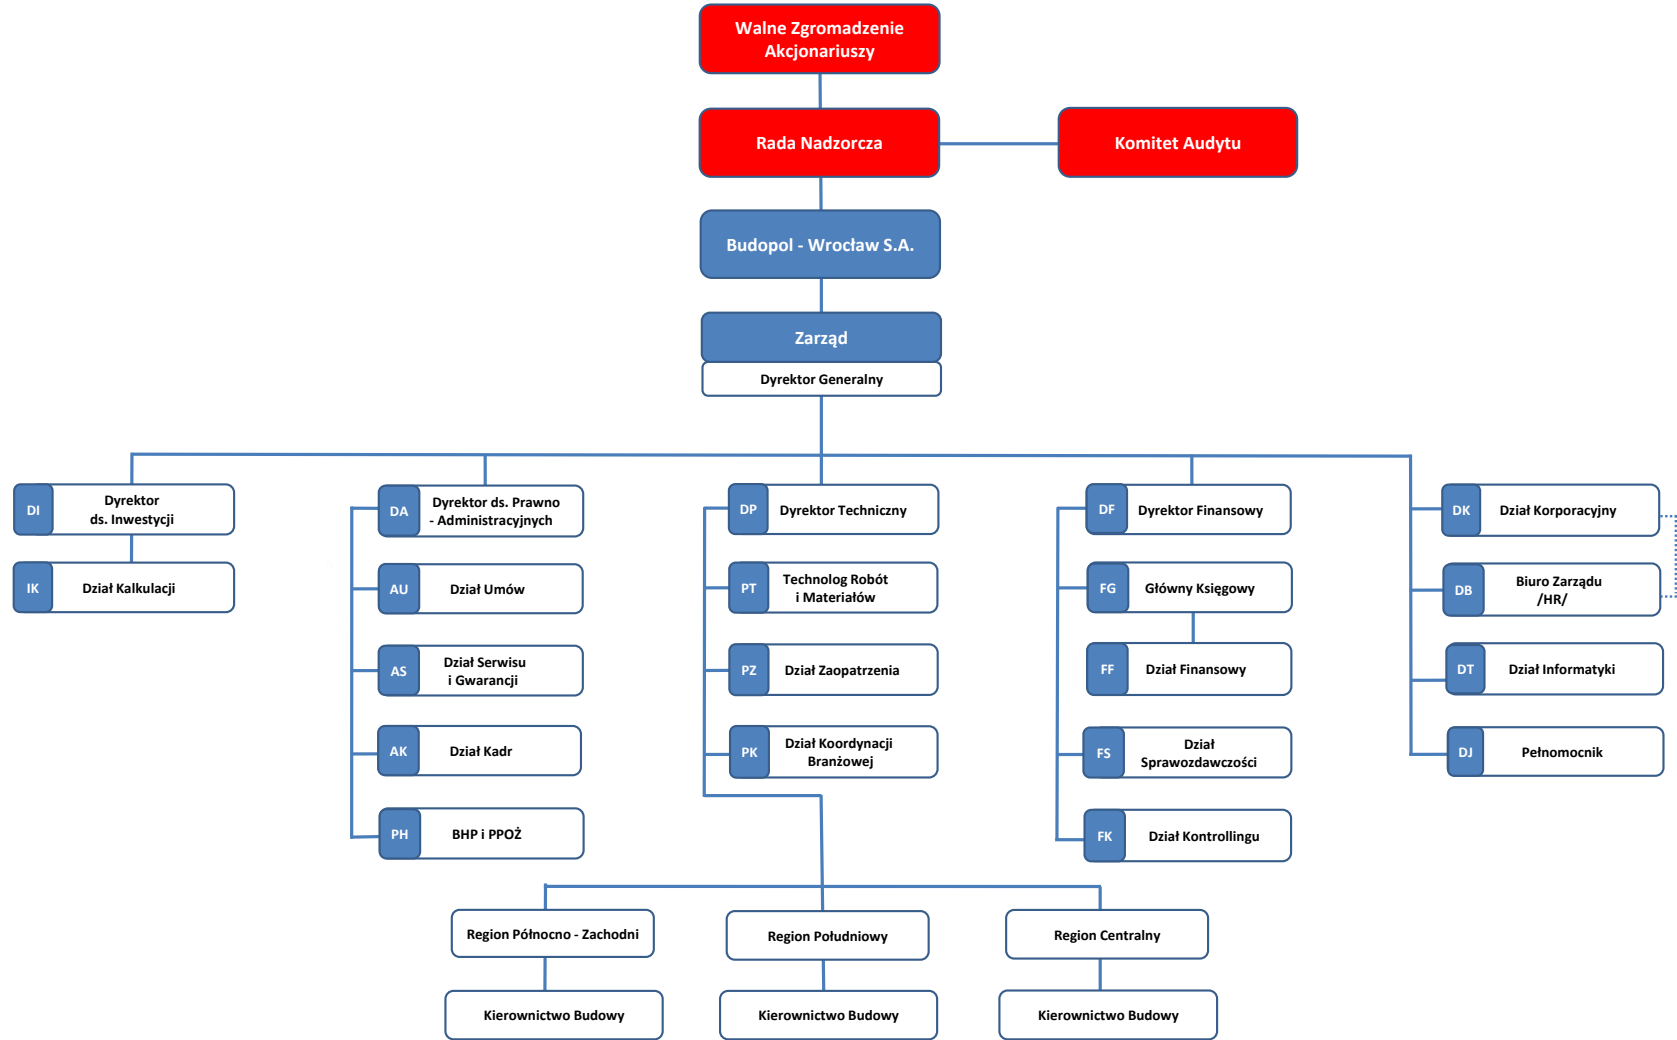 Walne Zgromadzenie
Akcjonariuszy
Rada Nadzorcza
Komitet Audytu
Budopol - Wrocław S.A.
Zarząd
Dyrektor Generalny
DI
Dyrektor
ds. Inwestycji
IK
Dział Kalkulacji
DA
Dyrektor ds. Prawno
- Administracyjnych
AU
Dział Umów
AS
Dział Serwisu
i Gwarancji
AK
Dział Kadr
PH
BHP i PPOŻ
DP
Dyrektor Techniczny
PT
Technolog Robót
i Materiałów
PZ
Dział Zaopatrzenia
PK
Dział Koordynacji
Branżowej
DF
Dyrektor Finansowy
FG
Główny Księgowy
FF
Dział Finansowy
FS
Dział
Sprawozdawczości
FK
Dział Kontrollingu
DK
Dział Korporacyjny
DB
Biuro Zarządu
/HR/
DT
Dział Informatyki
DJ
Pełnomocnik
Region Północno - Zachodni
Region Południowy
Region Centralny
Kierownictwo Budowy
Kierownictwo Budowy
Kierownictwo Budowy